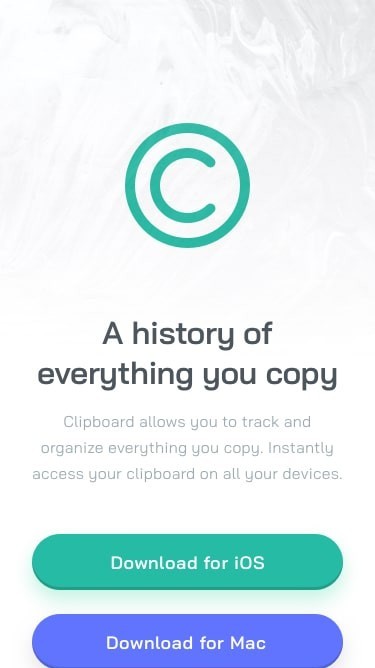 A history of
everything you copy
Clipboard allows you to track and
organize everything you copy. Instantly
access your clipboard on all your devices.
Download for iOS
Download for Mac